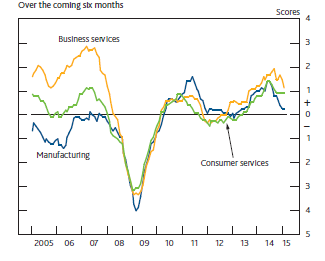 Over the coming six months
Scores
4
Business services
3
2
1
+
0
–
1
Manufacturing
Consumer services
2
3
4
5
2005 06 07 08 09 10 11 12 13 14 15